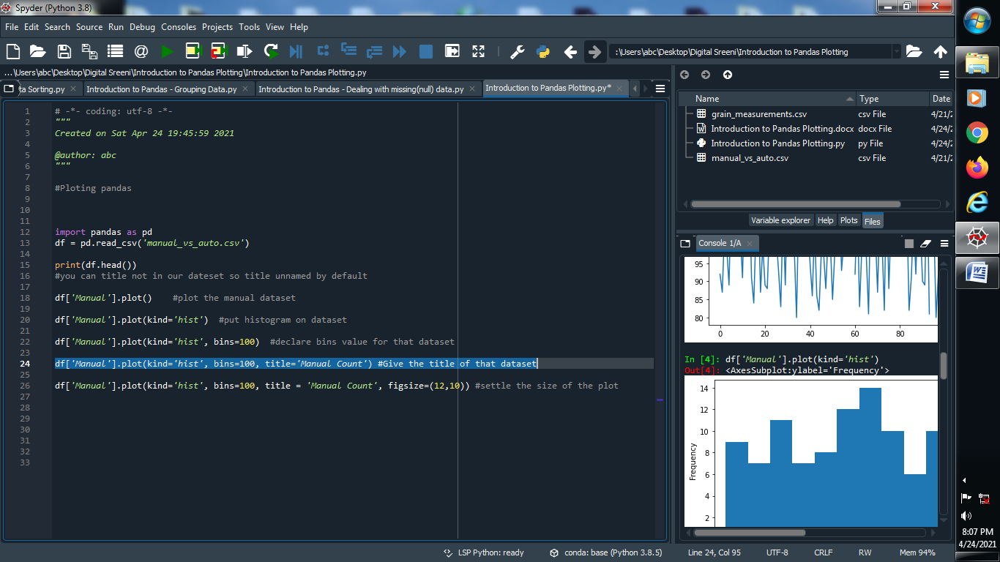 Spyder (Python 3.8)
File Edit Search Source Run Debug Consoles Projects Tools View Help
:\Users\abc\Desktop\Digital Sreeni\Introduction to Pandas Plotting
...\Users\abc\Desktop\Digital Sreeni\Introduction to Pandas Plotting\Introduction to Pandas Plotting.py
ta Sorting.py Introduction to Pandas - Grouping Data.py Introduction to Pandas - Dealing with missing(null) data.py Introduction to Pandas Plotting.py*
1 # -*- coding: utf-8 -*-
2 """
3 Created on Sat Apr 24 19:45:59 2021
4
5 @author: abc
6 """
7
8 #Ploting pandas
9
10
11
12 import pandas as pd
13 df = pd.read_csv('manual_vs_auto.csv')
14
15 print(df.head())
16 #you can title not in our dateset so title unnamed by default
17
18 df['Manual'].plot() #plot the manual dataset
19
20 df['Manual'].plot(kind='hist') #put histogram on dataset
21
22 df['Manual'].plot(kind='hist', bins=100) #declare bins value for that dataset
23
24 df['Manual'].plot(kind='hist', bins=100, title='Manual Count') #Give the title of that dataset
25
26 df['Manual'].plot(kind='hist', bins=100, title = 'Manual Count', figsize=(12,10)) #settle the size of the plot
27
28
29
30
31
32
33
Name Type Date
grain_measurements.csv csv File 4/21/2
Introduction to Pandas Plotting.docx docx File 4/24/2
Introduction to Pandas Plotting.py py File 4/24/2
manual_vs_auto.csv csv File 4/21/2
Variable explorer Help Plots Files
Console 1/A
95
90
85
80
0 20 40 60 80
In [4]: df['Manual'].plot(kind='hist')
Out[4]: <AxesSubplot:ylabel='Frequency'>
14
12
10
8
6
4
2
Frequency
LSP Python: ready conda: base (Python 3.8.5) Line 24, Col 95 UTF-8 CRLF RW Mem 94%
8:07 PM
4/24/2021